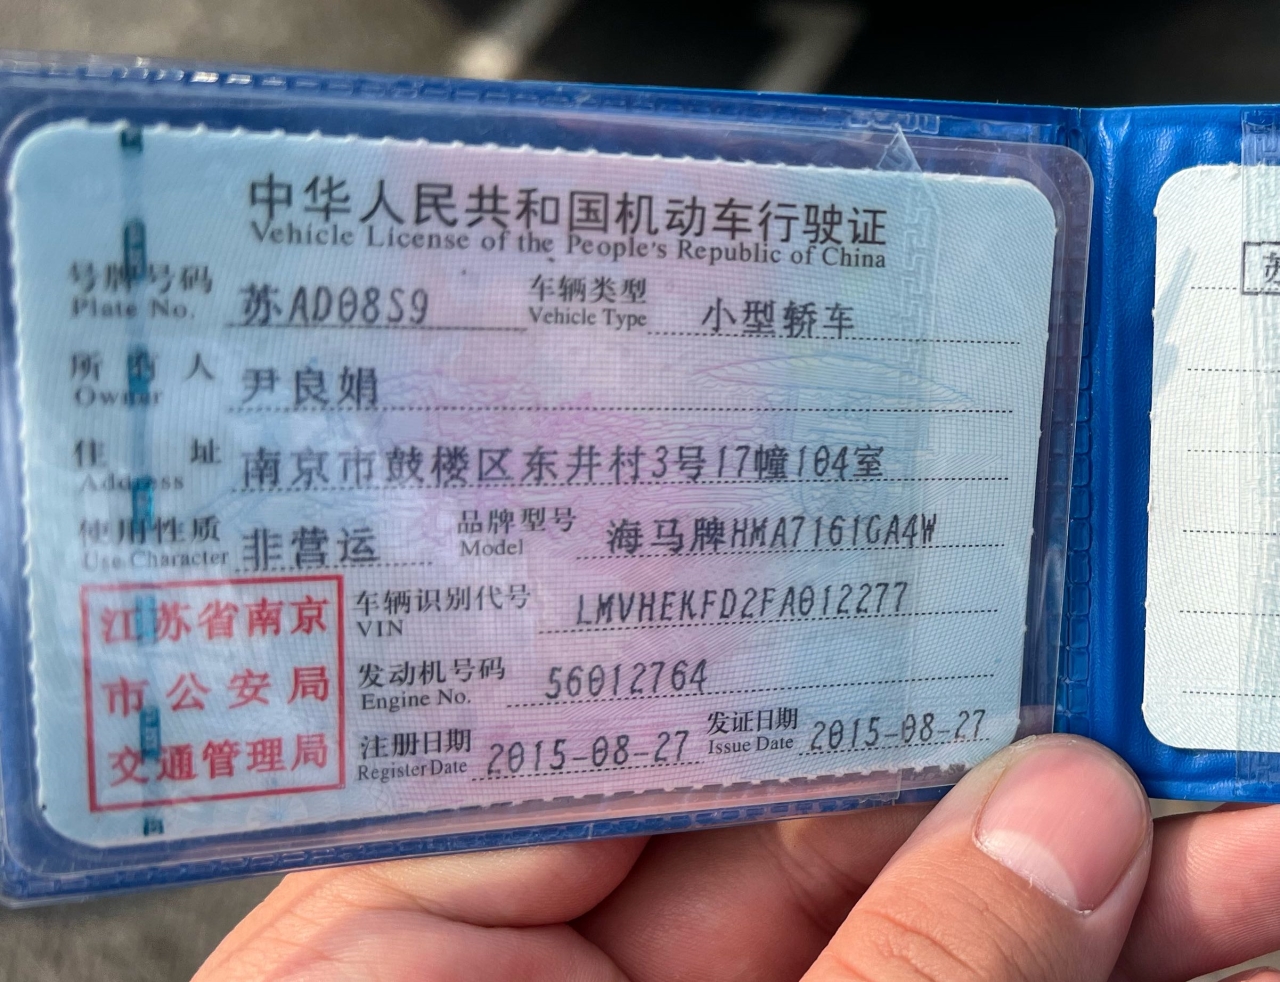 中华人民共和国机动车行驶证
Vehicle License of the People's Republic of China
号牌号码 苏AD08S9 车辆类型 小型轿车
Plate No. Vehicle Type
所有人 尹良娟
Owner
住址 南京市鼓楼区东井村3号17幢104室
Address
使用性质 非营运 品牌型号 海马牌HMA7161GA4W
Use Character Model
江苏省南京
市公安局
交通管理局
车辆识别代号 LMVHEKFD2FA012277
VIN
发动机号码 56012764
Engine No.
注册日期 2015-08-27 发证日期 2015-08-27
Register Date Issue Date